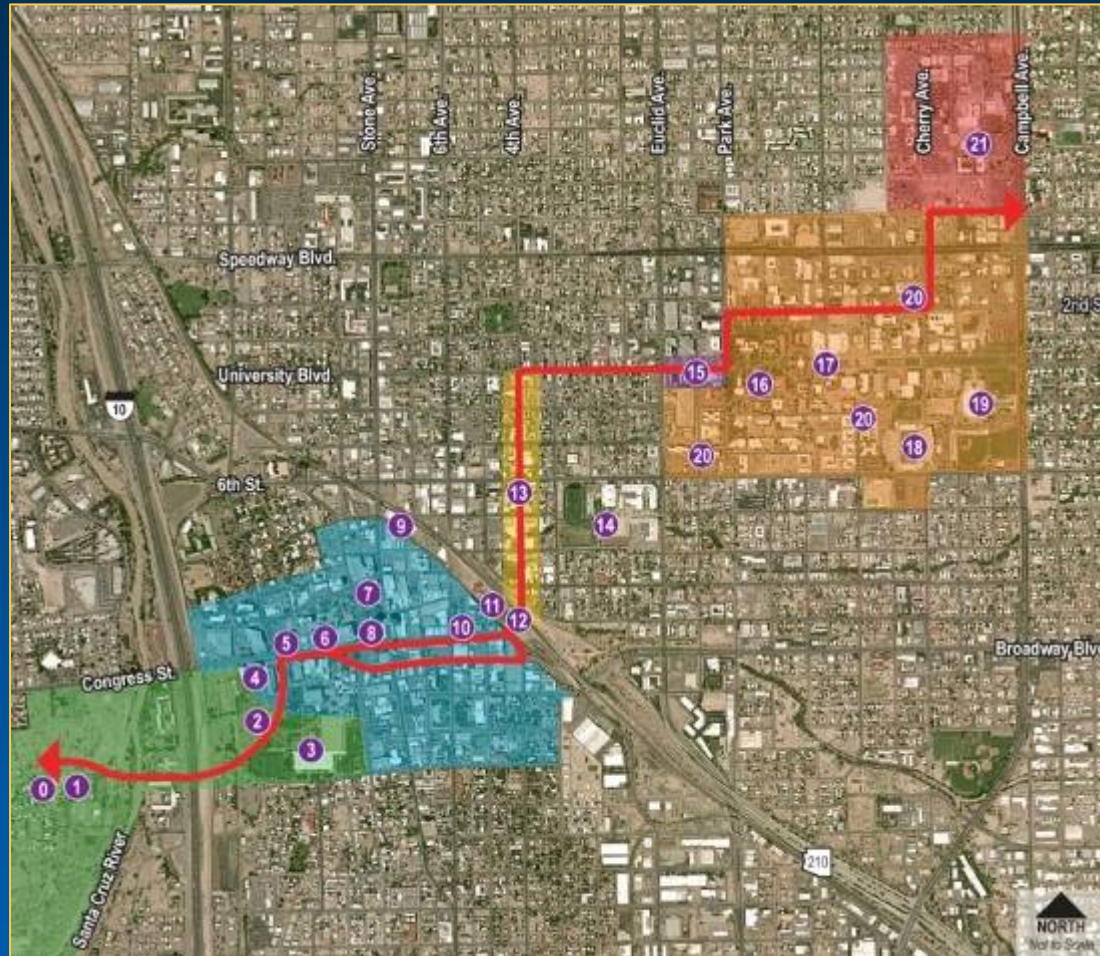 Stone Ave.
6th Ave.
4th Ave.
Euclid Ave.
Park Ave.
Cherry Ave.
Campbell Ave.
21
Speedway Blvd.
20
2nd S
University Blvd.
15
17
16
10
19
20
18
20
6th St.
13
9
14
7
11
12
10
8
6
5
Broadway Blvd
Congress St.
4
2
3
0
1
210
Santa Cruz River
NORTH
Not to Scale